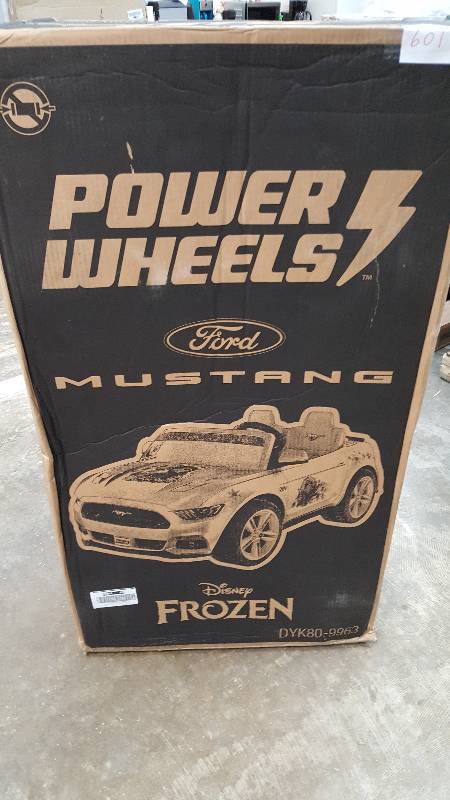 601
POWER
WHEELS
TM
Ford
MUSTANG
Disney
FROZEN
DYK80-9963